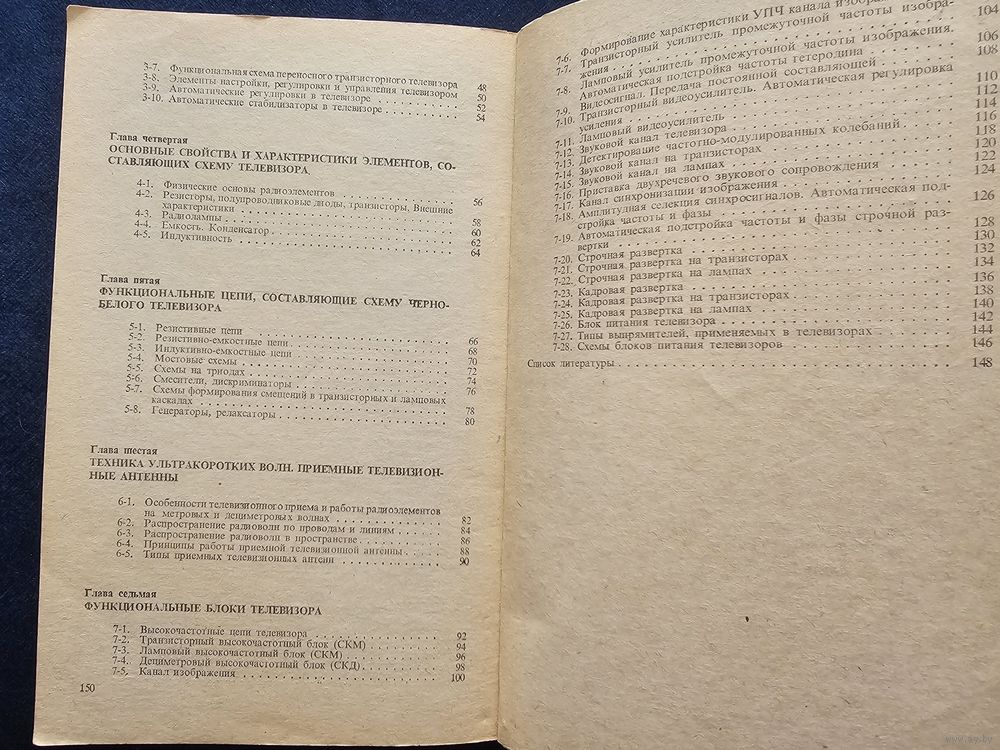 3-7. Функциональная схема переносного транзисторного телевизора 48
3-8. Элементы настройки, регулировки и управления телевизором 50
3-9. Автоматические регулировки в телевизоре 52
3-10. Автоматические стабилизаторы в телевизоре 54
Глава четвертая
ОСНОВНЫЕ СВОЙСТВА И ХАРАКТЕРИСТИКИ ЭЛЕМЕНТОВ, СО-
СТАВЛЯЮЩИХ СХЕМУ ТЕЛЕВИЗОРА
4-1. Физические основы радиоэлементов 56
4-2. Резисторы, полупроводниковые диоды, транзисторы. Внешние
характеристики 58
4-3. Радиолампы 60
4-4. Емкость. Конденсатор 62
4-5. Индуктивность 64
Глава пятая
ФУНКЦИОНАЛЬНЫЕ ЦЕПИ, СОСТАВЛЯЮЩИЕ СХЕМУ ЧЕРНО-
БЕЛОГО ТЕЛЕВИЗОРА
5-1. Резистивные цепи 66
5-2. Резистивно-емкостные цепи 68
5-3. Индуктивно-емкостные цепи 70
5-4. Мостовые схемы 72
5-5. Схемы на триодах 74
5-6. Смесители, дискриминаторы 76
5-7. Схемы формирования смещений в транзисторных и ламповых
каскадах 78
5-8. Генераторы, релаксаторы 80
Глава шестая
ТЕХНИКА УЛЬТРАКОРОТКИХ ВОЛН. ПРИЕМНЫЕ ТЕЛЕВИЗИОН-
НЫЕ АНТЕННЫ
6-1. Особенности телевизионного приема и работы радиоэлементов
на метровых и дециметровых волнах 82
6-2. Распространение радиоволн по проводам и линиям 84
6-3. Распространение радиоволн в пространстве 86
6-4. Принципы работы приемной телевизионной антенны 88
6-5. Типы приемных телевизионных антенн 90
Глава седьмая
ФУНКЦИОНАЛЬНЫЕ БЛОКИ ТЕЛЕВИЗОРА
7-1. Высокочастотные цепи телевизора 92
7-2. Транзисторный высокочастотный блок (СКМ) 94
7-3. Ламповый высокочастотный блок (СКМ) 96
7-4. Дециметровый высокочастотный блок (СКД) 98
7-5. Канал изображения 100
150
7-6. Формирование характеристики УПЧ канала
7-7. Транзисторный усилитель промежуточной частоты изобра-
жения 104
7-8. Ламповый усилитель промежуточной частоты изображения.
Автоматическая подстройка частоты гетеродина 106
7-9. Видеосигнал. Передача постоянной составляющей 108
7-10. Транзисторный видеоусилитель. Автоматическая регулировка
усиления 110
7-11. Ламповый видеоусилитель 112
7-12. Звуковой канал телевизора 114
7-13. Детектирование частотно-модулированных колебаний 116
7-14. Звуковой канал на транзисторах 118
7-15. Звуковой канал на лампах 120
7-16. Приставка двухречевого звукового сопровождения 122
7-17. Канал синхронизации изображения 124
7-18. Амплитудная селекция синхросигналов. Автоматическая под-
стройка частоты и фазы 126
7-19. Автоматическая подстройка частоты и фазы строчной раз-
вертки 128
7-20. Строчная развертка 130
7-21. Строчная развертка на транзисторах 132
7-22. Строчная развертка на лампах 134
7-23. Кадровая развертка 136
7-24. Кадровая развертка на транзисторах 138
7-25. Кадровая развертка на лампах 140
7-26. Блок питания телевизора 142
7-27. Типы выпрямителей, применяемых в телевизорах 144
7-28. Схемы блоков питания телевизоров 146
Список литературы 148
www.ay.by